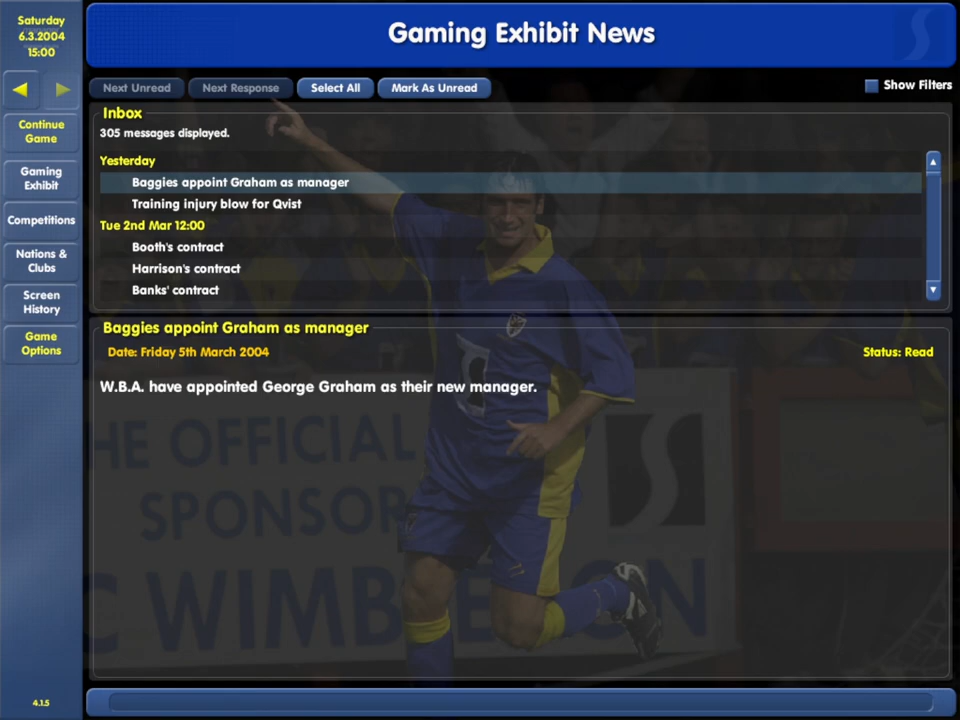 Saturday
6.3.2004
15:00
Continue
Game
Gaming
Exhibit
Competitions
Nations &
Clubs
Screen
History
Game
Options
4.1.5
Gaming Exhibit News
Next Unread Next Response Select All Mark As Unread Show Filters
Inbox
305 messages displayed.
Yesterday
Baggies appoint Graham as manager
Training injury blow for Qvist
Tue 2nd Mar 12:00
Booth's contract
Harrison's contract
Banks' contract
Baggies appoint Graham as manager
Date: Friday 5th March 2004 Status: Read
W.B.A. have appointed George Graham as their new manager.
HE OFFICIAL
SPONSOR
C WIMB ON